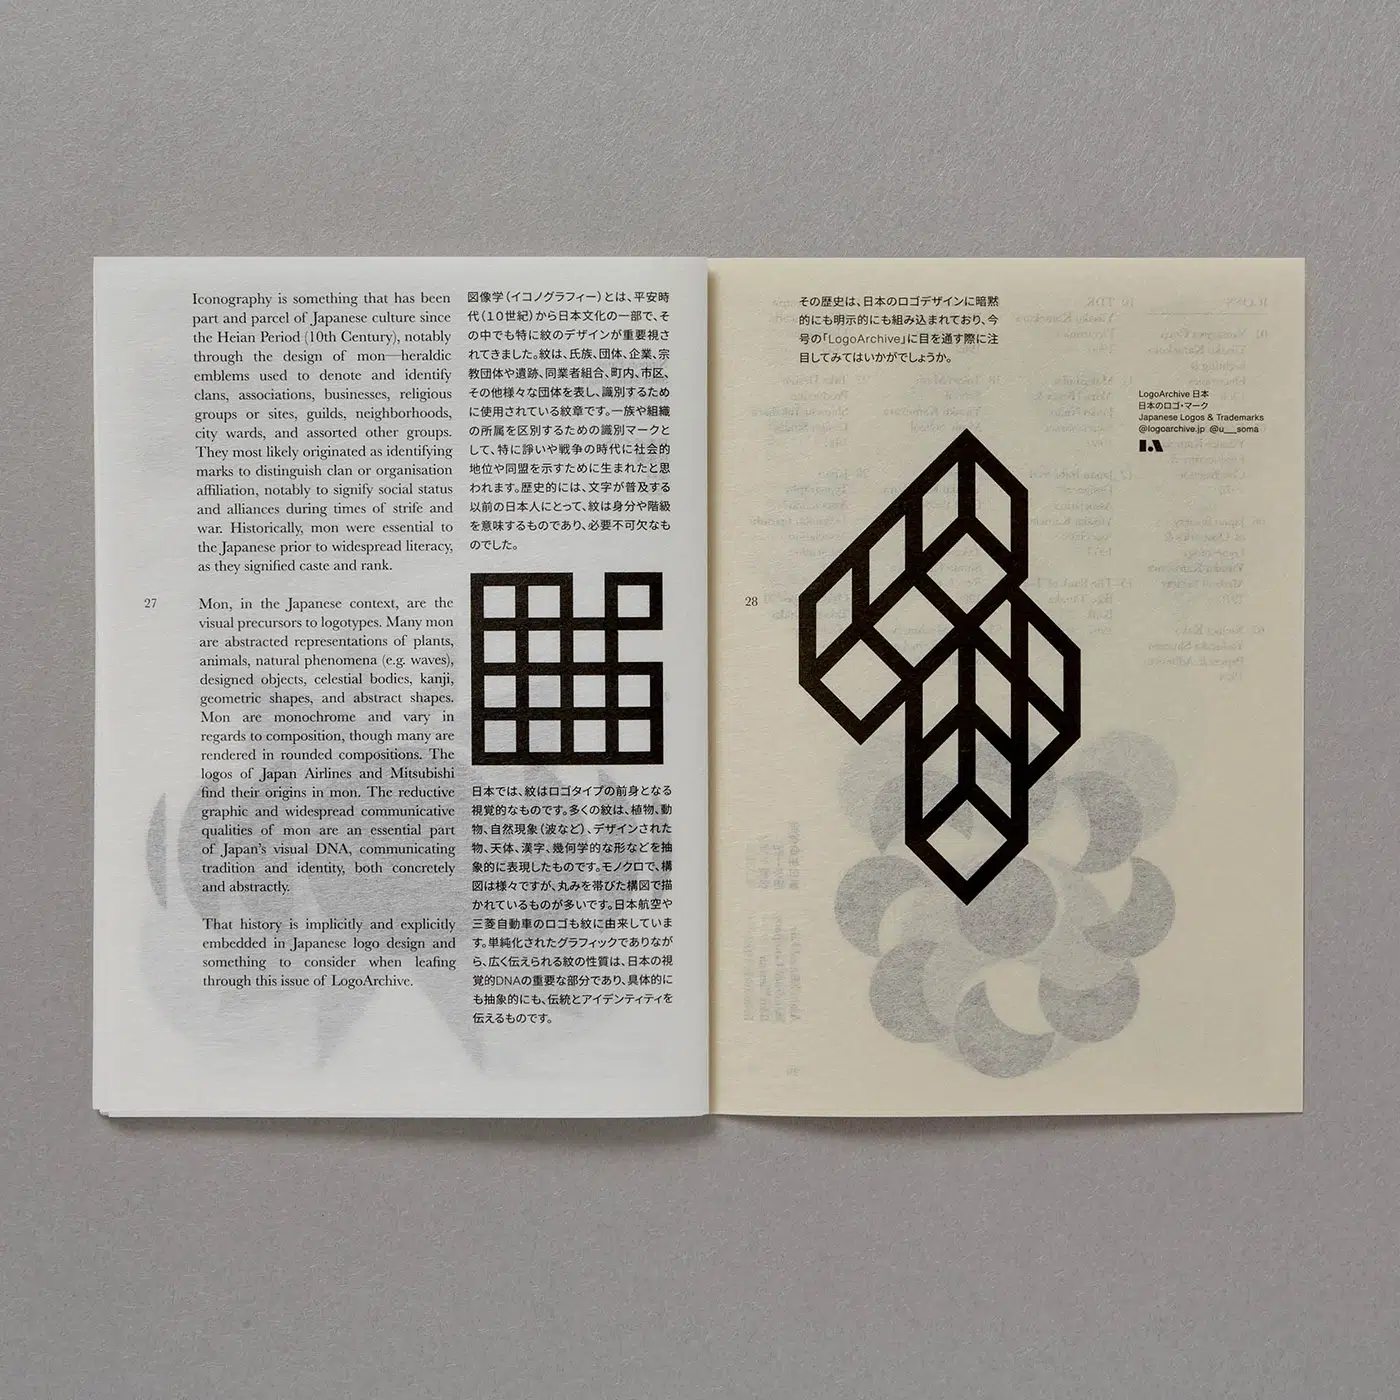 Iconography is something that has been
part and parcel of Japanese culture since
the Heian Period (10th Century), notably
through the design of mon—heraldic
emblems used to denote and identify
clans, associations, businesses, religious
groups or sites, guilds, neighborhoods,
city wards, and assorted other groups.
They most likely originated as identifying
marks to distinguish clan or organisation
affiliation, notably to signify social status
and alliances during times of strife and
war. Historically, mon were essential to
the Japanese prior to widespread literacy,
as they signified caste and rank.
27
Mon, in the Japanese context, are the
visual precursors to logotypes. Many mon
are abstracted representations of plants,
animals, natural phenomena (e.g. waves),
designed objects, celestial bodies, kanji,
geometric shapes, and abstract shapes.
Mon are monochrome and vary in
regards to composition, though many are
rendered in rounded compositions. The
logos of Japan Airlines and Mitsubishi
find their origins in mon. The reductive
graphic and widespread communicative
qualities of mon are an essential part
of Japan's visual DNA, communicating
tradition and identity, both concretely
and abstractly.
That history is implicitly and explicitly
embedded in Japanese logo design and
something to consider when leafing
through this issue of LogoArchive.
図像学（イコノグラフィー）とは、平安時
代（10世紀）から日本文化の一部で、そ
の中でも特に紋のデザインが重要視さ
れてきました。紋は、氏族、団体、企業、宗
教団体や遺跡、同業者組合、町内、市区、
その他様々な団体を表し、識別するため
に使用されている紋章です。一族や組織
の所属を区別するための識別マークと
して、特に諍いや戦争の時代に社会的
地位や同盟を示すために生まれたと思
われます。歴史的には、文字が普及する
以前の日本人にとって、紋は身分や階級
を意味するものであり、必要不可欠なも
のでした。
日本では、紋はロゴタイプの前身となる
視覚的なものです。多くの紋は、植物、動
物、自然現象（波など）、デザインされた
物、天体、漢字、幾何学的な形などを抽
象的に表現したものです。モノクロで、構
図は様々ですが、丸みを帯びた構図で描
かれているものが多いです。日本航空や
三菱自動車のロゴも紋に由来していま
す。単純化されたグラフィックでありなが
ら、広く伝えられる紋の性質は、日本の視
覚的DNAの重要な部分であり、具体的に
も抽象的にも、伝統とアイデンティティを
伝えるものです。
その歴史は、日本のロゴデザインに暗黙
的にも明示的にも組み込まれており、今
号の「LogoArchive」に目を通す際に注
目してみてはいかがでしょうか。
28
LogoArchive 日本
日本のロゴ・マーク
Japanese Logos & Trademarks
@logoarchive.jp @u__soma